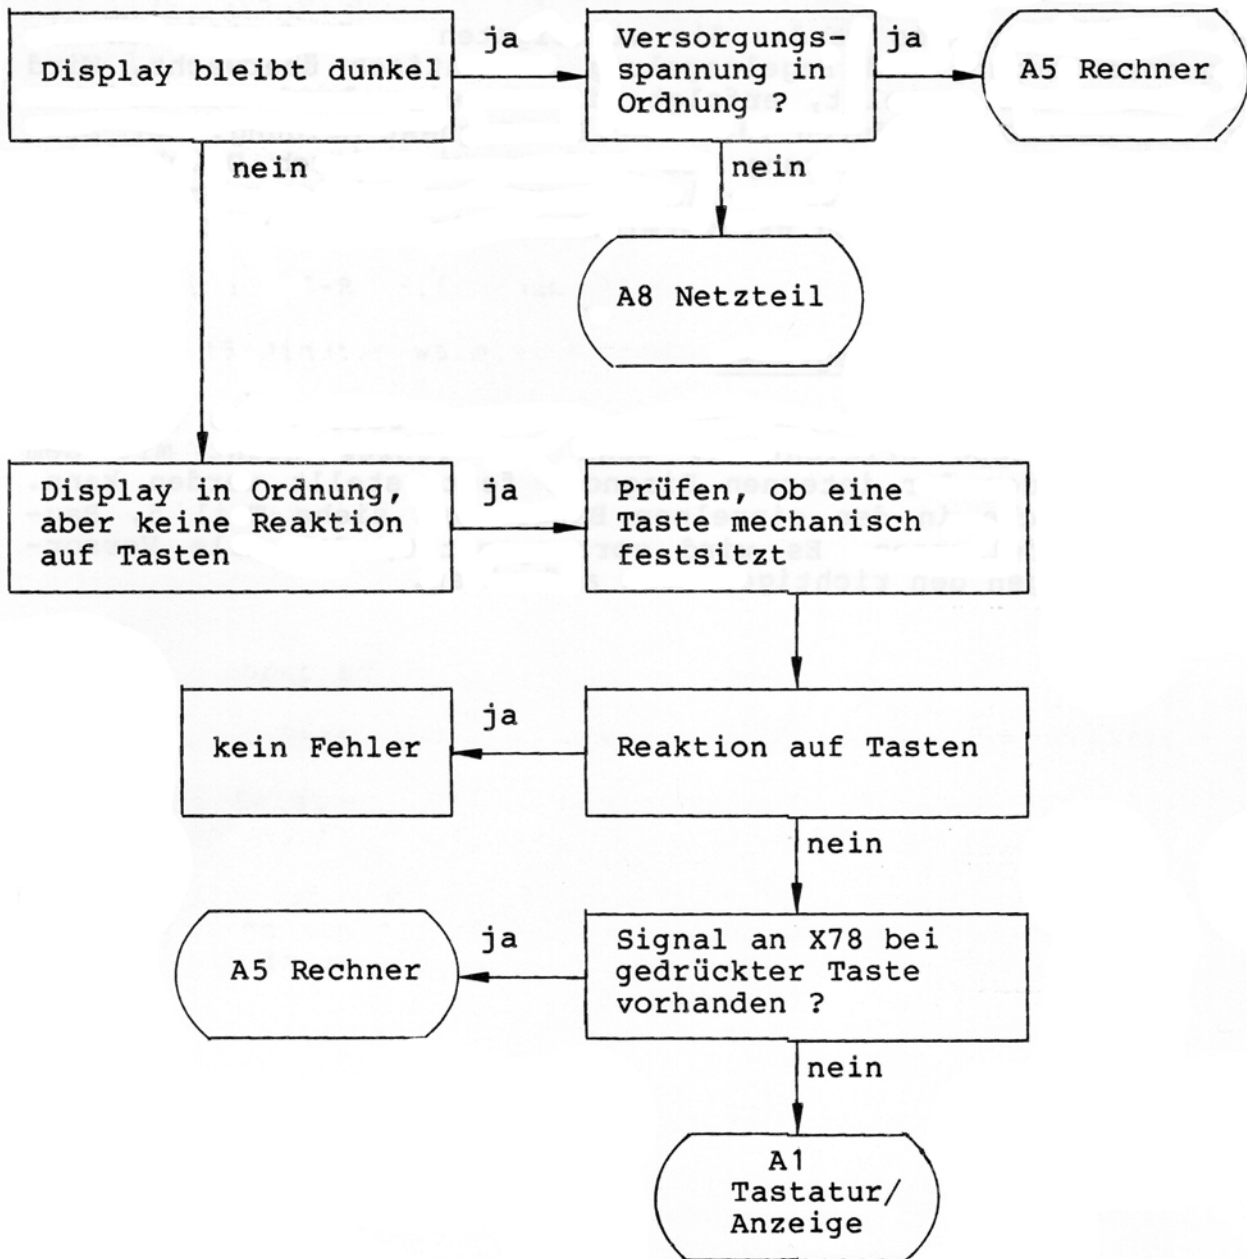 Display bleibt dunkel
ja
Versorgungs-
spannung in
Ordnung ?
ja
A5 Rechner
nein
nein
A8 Netzteil
Display in Ordnung,
aber keine Reaktion
auf Tasten
ja
Prüfen, ob eine
Taste mechanisch
festsitzt
kein Fehler
ja
Reaktion auf Tasten
nein
A5 Rechner
ja
Signal an X78 bei
gedrückter Taste
vorhanden ?
nein
A1
Tastatur/
Anzeige